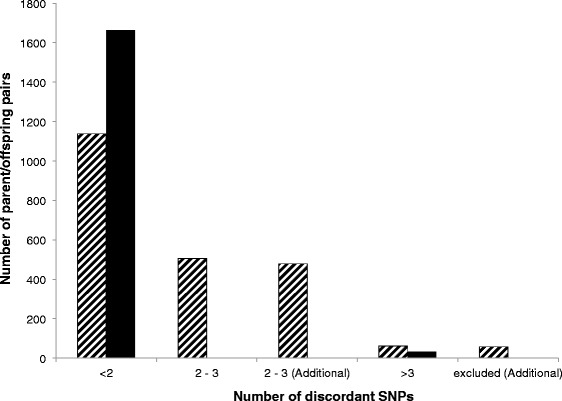 1800
1600
1400
1200
1000
800
600
400
200
0
Number of parent/offspring pairs
<2
2 - 3
2 - 3 (Additional)
>3
excluded (Additional)
Number of discordant SNPs